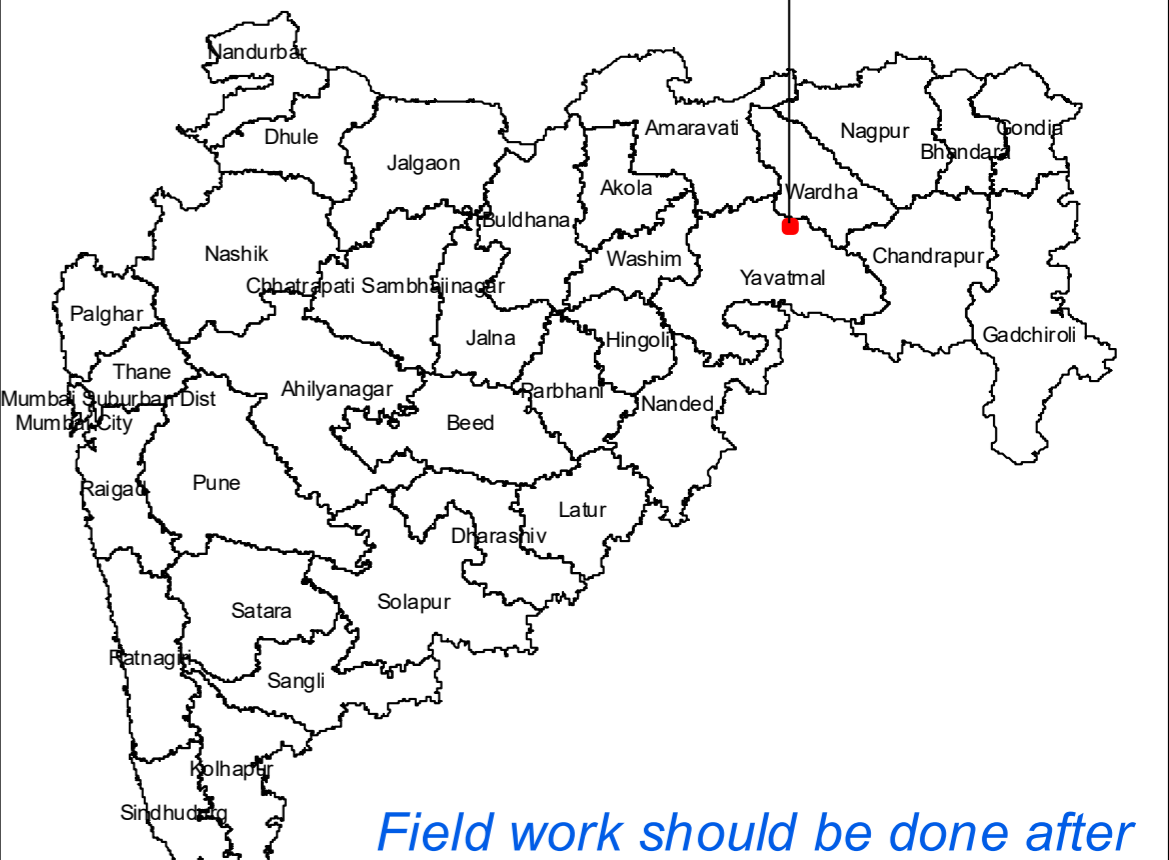 Nandurbar
Dhule
Jalgaon
Amaravati
Nagpur
Gondia
Bhandara
Akola
Wardha
Buldhana
Nashik
Washim
Chandrapur
Yavatmal
Chhatrapati Sambhajinagar
Palghar
Jalna
Hingoli
Gadchiroli
Thane
Ahilyanagar
Parbhani
Mumbai Suburban Dist
Nanded
Mumbai City
Beed
Raigad
Pune
Latur
Dharashiv
Solapur
Satara
Ratnagiri
Sangli
Kolhapur
Sindhudurg
Field work should be done after